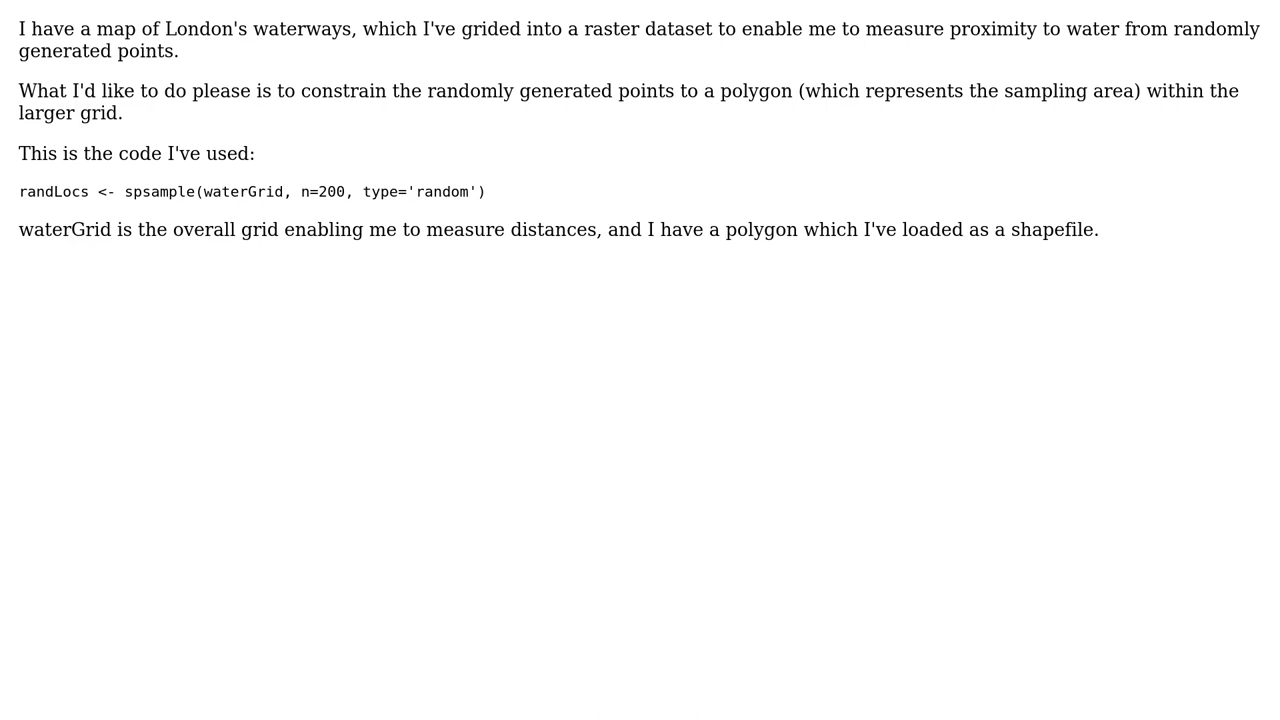 I have a map of London's waterways, which I've grided into a raster dataset to enable me to measure proximity to water from randomly
generated points.
What I'd like to do please is to constrain the randomly generated points to a polygon (which represents the sampling area) within the
larger grid.
This is the code I've used:
randLocs <- spsample(waterGrid, n=200, type='random')
waterGrid is the overall grid enabling me to measure distances, and I have a polygon which I've loaded as a shapefile.